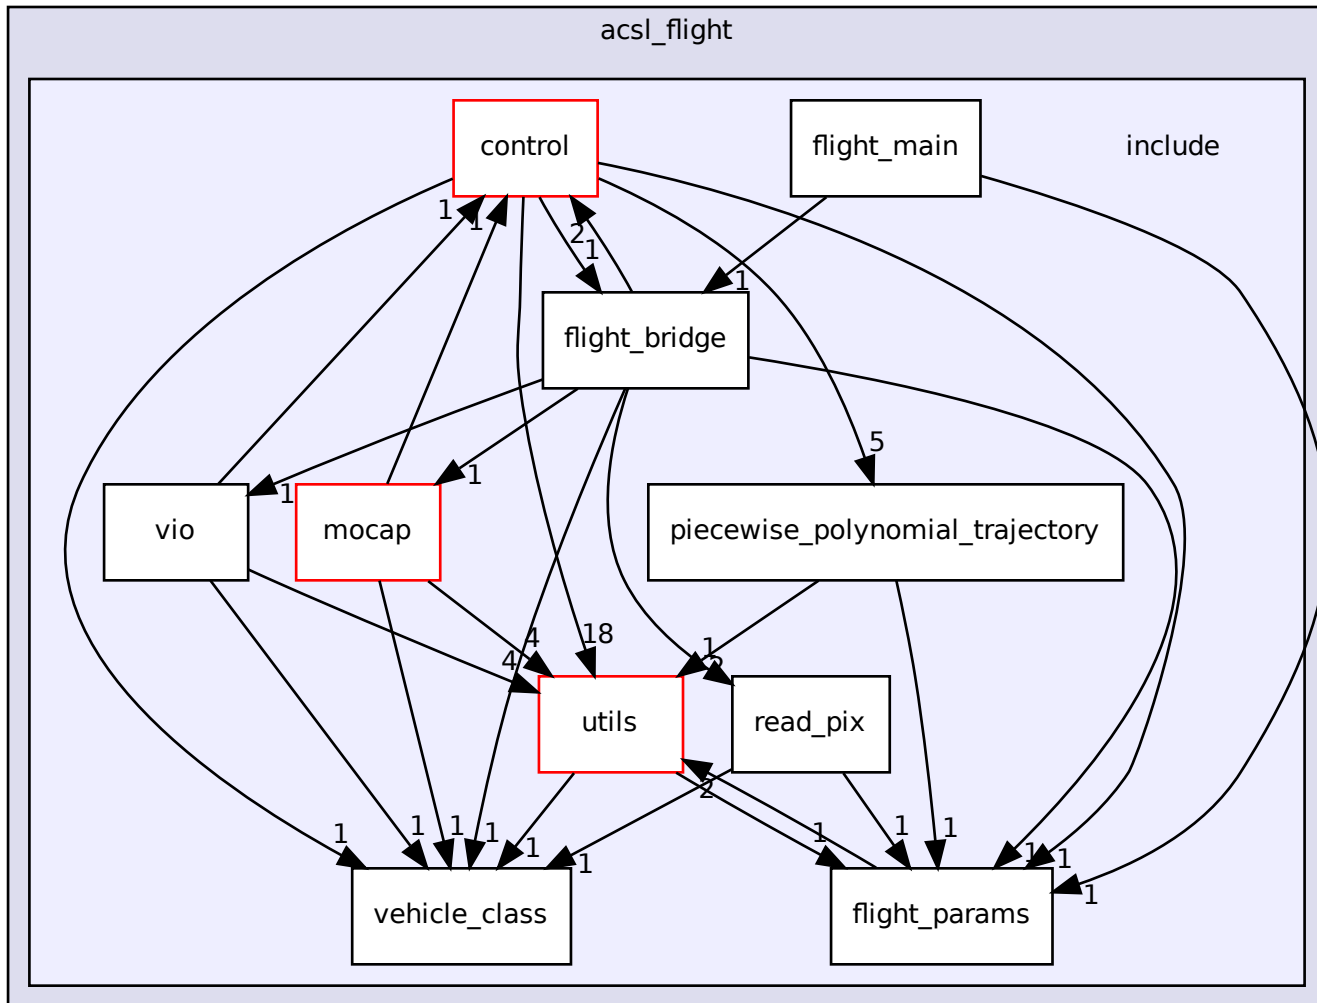 acsl_flight
control
flight_main
include
1
1
2
1
1
flight_bridge
5
1
1
vio
mocap
piecewise_polynomial_trajectory
4
4
18
1
2
utils
read_pix
2
1
1
1
1
1
1
1
1
1
1
1
1
vehicle_class
flight_params